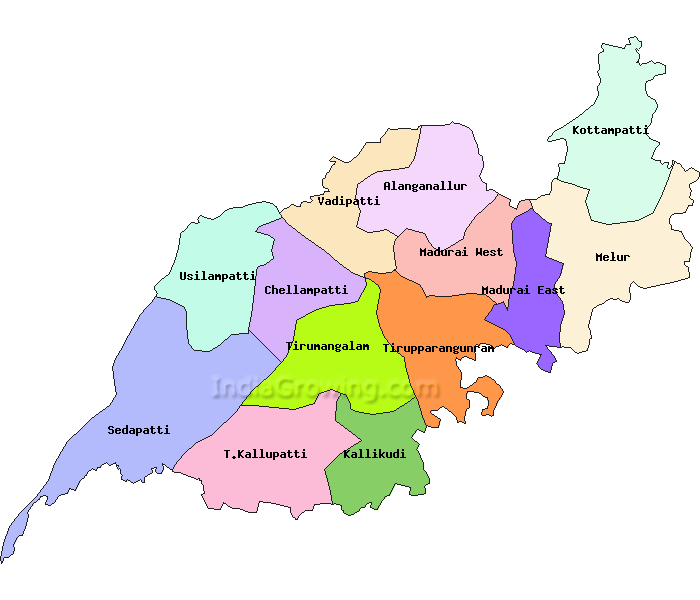 Kottampatti
Alanganallur
Vadipatti
Madurai West
Melur
Usilampatti
Chellampatti
Madurai East
Tirumangalam
Tirupparangunram
IndiaGrowing.com
Sedapatti
T.Kallupatti
Kallikudi